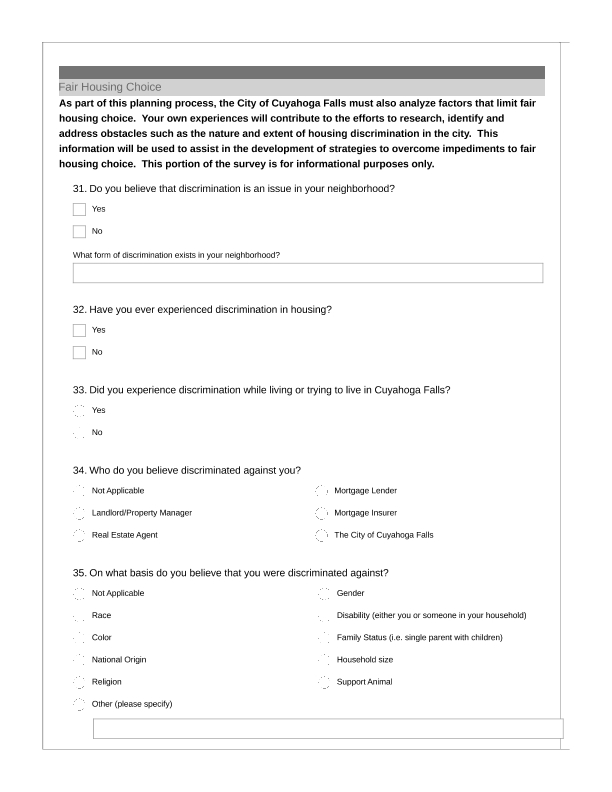 Fair Housing Choice
As part of this planning process, the City of Cuyahoga Falls must also analyze factors that limit fair
housing choice.  Your own experiences will contribute to the efforts to research, identify and
address obstacles such as the nature and extent of housing discrimination in the city.  This
information will be used to assist in the development of strategies to overcome impediments to fair
housing choice.  This portion of the survey is for informational purposes only.
31. Do you believe that discrimination is an issue in your neighborhood?
Yes
No
What form of discrimination exists in your neighborhood?
32. Have you ever experienced discrimination in housing?
Yes
No
33. Did you experience discrimination while living or trying to live in Cuyahoga Falls?
Yes
No
34. Who do you believe discriminated against you?
Not Applicable
Landlord/Property Manager
Real Estate Agent
Mortgage Lender
Mortgage Insurer
The City of Cuyahoga Falls
35. On what basis do you believe that you were discriminated against?
Not Applicable
Race
Color
National Origin
Religion
Other (please specify)
Gender
Disability (either you or someone in your household)
Family Status (i.e. single parent with children)
Household size
Support Animal